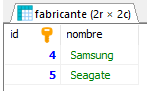 fabricante (2r × 2c)
id nombre
4 Samsung
5 Seagate